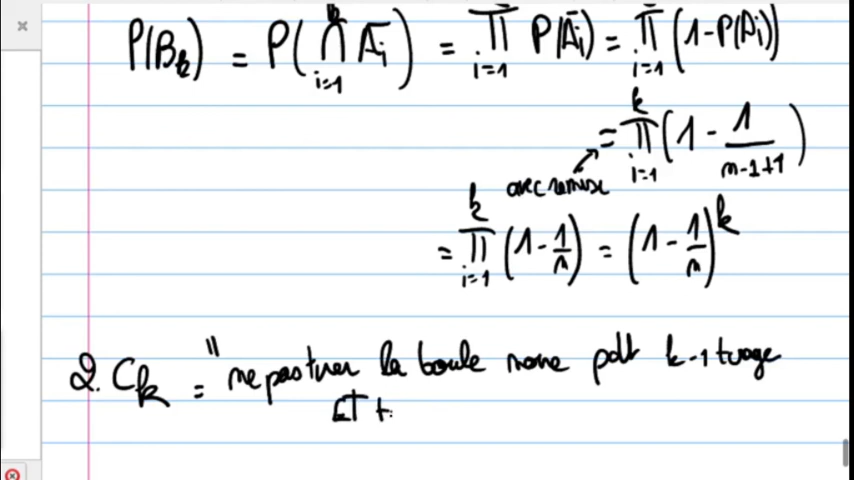 P(B_k) = P(⋂_{i=1}^{k} Ā_i) = ∏_{i=1} P(Ā_i) = ∏_{i=1} (1-P(A_i))
= ∏_{i=1}^{k} (1 - 1/(n-1+1))
avec remise
= ∏_{i=1}^{k} (1 - 1/n) = (1 - 1/n)^k
2. C_k = " ne pas tirer la boule noire pdt k-1 tirage
ET t